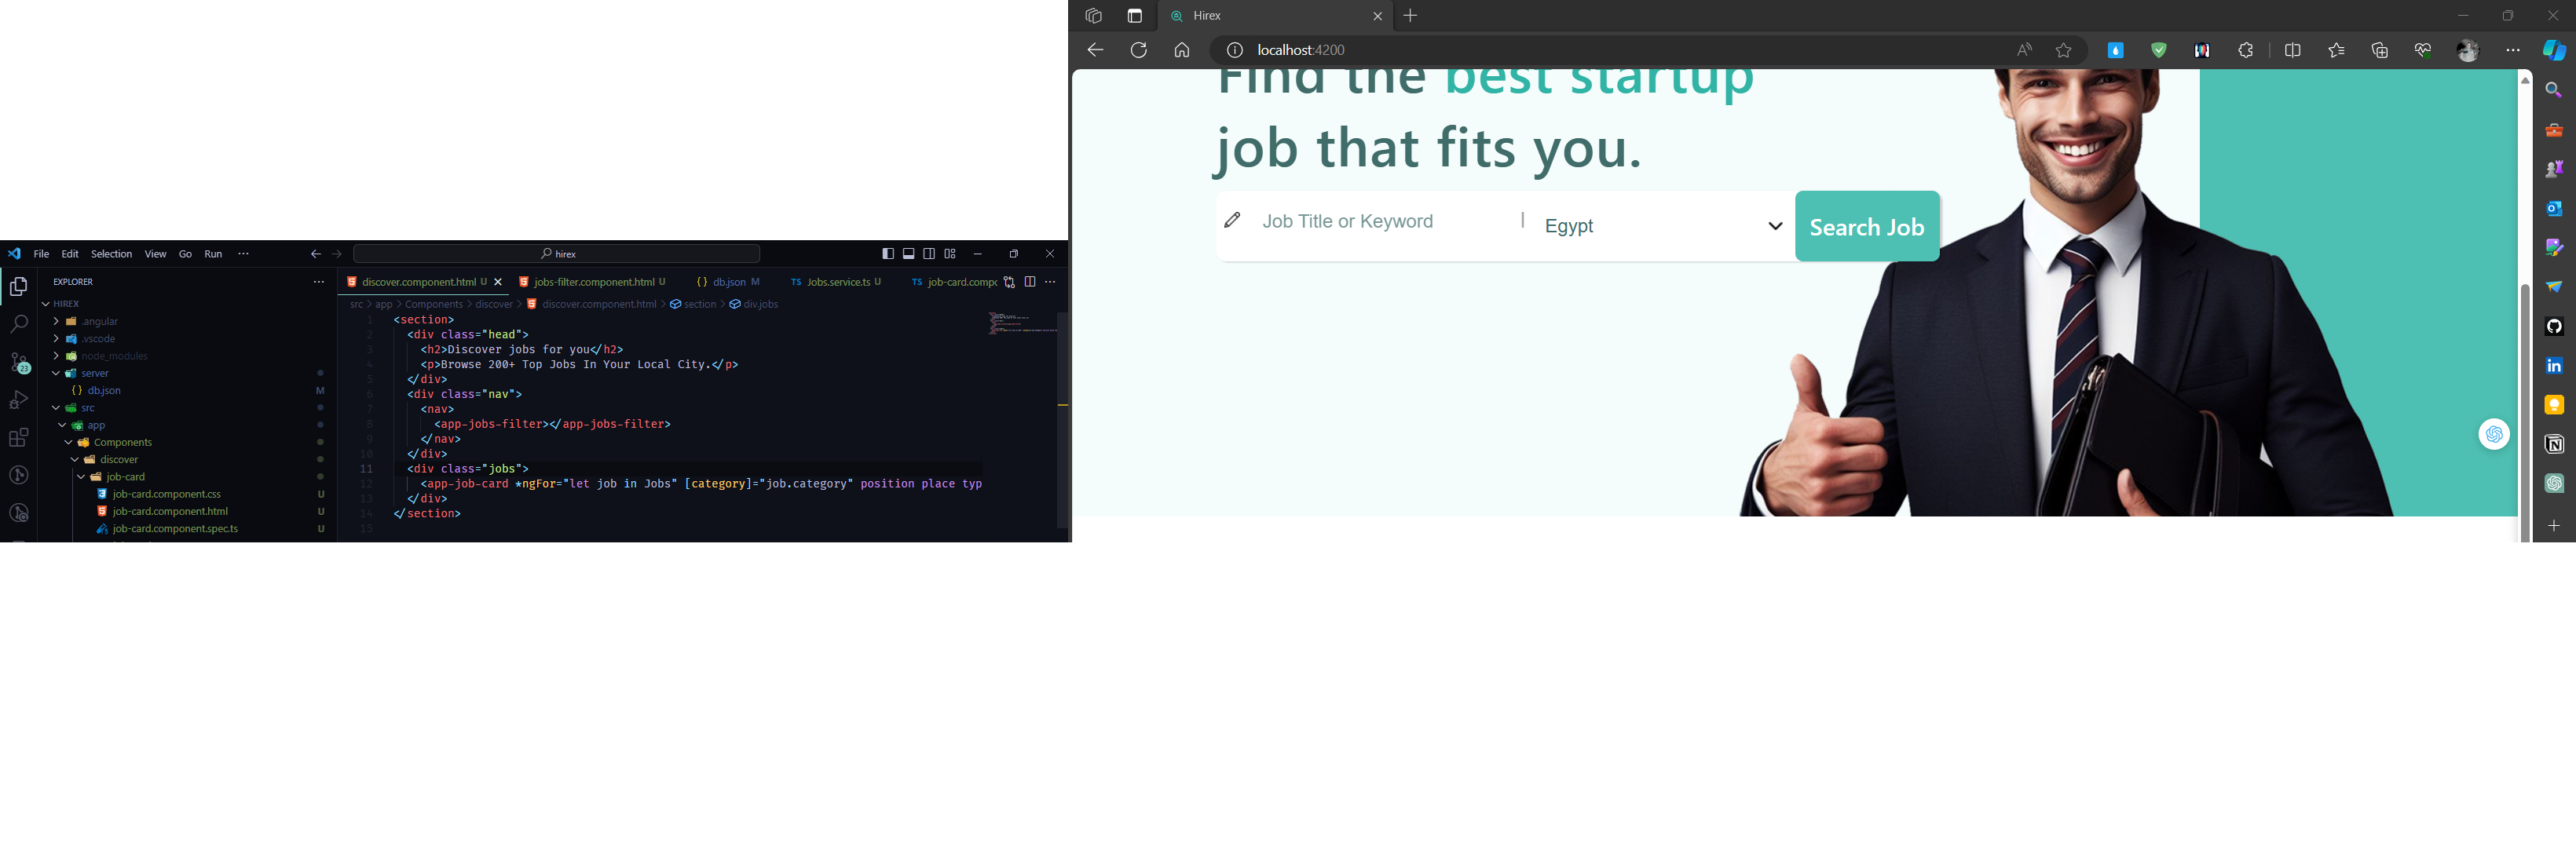 File Edit Selection View Go Run ···
hirex
EXPLORER
HIREX
.angular
.vscode
node_modules
server
db.json M
src
app
Components
discover
job-card
job-card.component.css U
job-card.component.html U
job-card.component.spec.ts U
23
discover.component.html U
jobs-filter.component.html U
{} db.json M
TS Jobs.service.ts U
TS job-card.compc
src > app > Components > discover > discover.component.html > section > div.jobs
1 <section>
2 <div class="head">
3 <h2>Discover jobs for you</h2>
4 <p>Browse 200+ Top Jobs In Your Local City.</p>
5 </div>
6 <div class="nav">
7 <nav>
8 <app-jobs-filter></app-jobs-filter>
9 </nav>
10 </div>
11 <div class="jobs">
12 <app-job-card *ngFor="let job in Jobs" [category]="job.category" position place typ
13 </div>
14 </section>
15
Hirex
localhost:4200
Find the best startup
job that fits you.
Job Title or Keyword | Egypt
Search Job